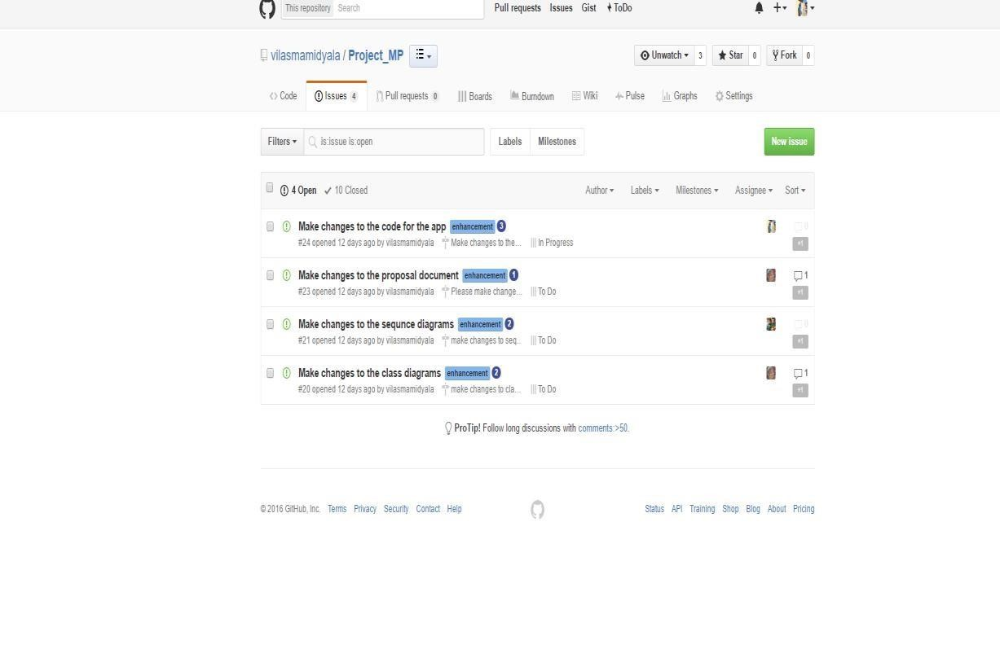 This repository Search Pull requests Issues Gist ToDo
vilasmamidyala / Project_MP Unwatch 3 Star 0 Fork 0
Code Issues 4 Pull requests 0 Boards Burndown Wiki Pulse Graphs Settings
Filters is:issue is:open Labels Milestones New issue
4 Open 10 Closed Author Labels Milestones Assignee Sort
Make changes to the code for the app enhancement 3 0
#24 opened 12 days ago by vilasmamidyala Make changes to the... In Progress +1
Make changes to the proposal document enhancement 1 1
#23 opened 12 days ago by vilasmamidyala Please make change... To Do +1
Make changes to the sequnce diagrams enhancement 2 0
#21 opened 12 days ago by vilasmamidyala make changes to seq.. To Do +1
Make changes to the class diagrams enhancement 2 1
#20 opened 12 days ago by vilasmamidyala make changes to cla... To Do +1
ProTip! Follow long discussions with comments:>50.
© 2016 GitHub, Inc. Terms Privacy Security Contact Help Status API Training Shop Blog About Pricing